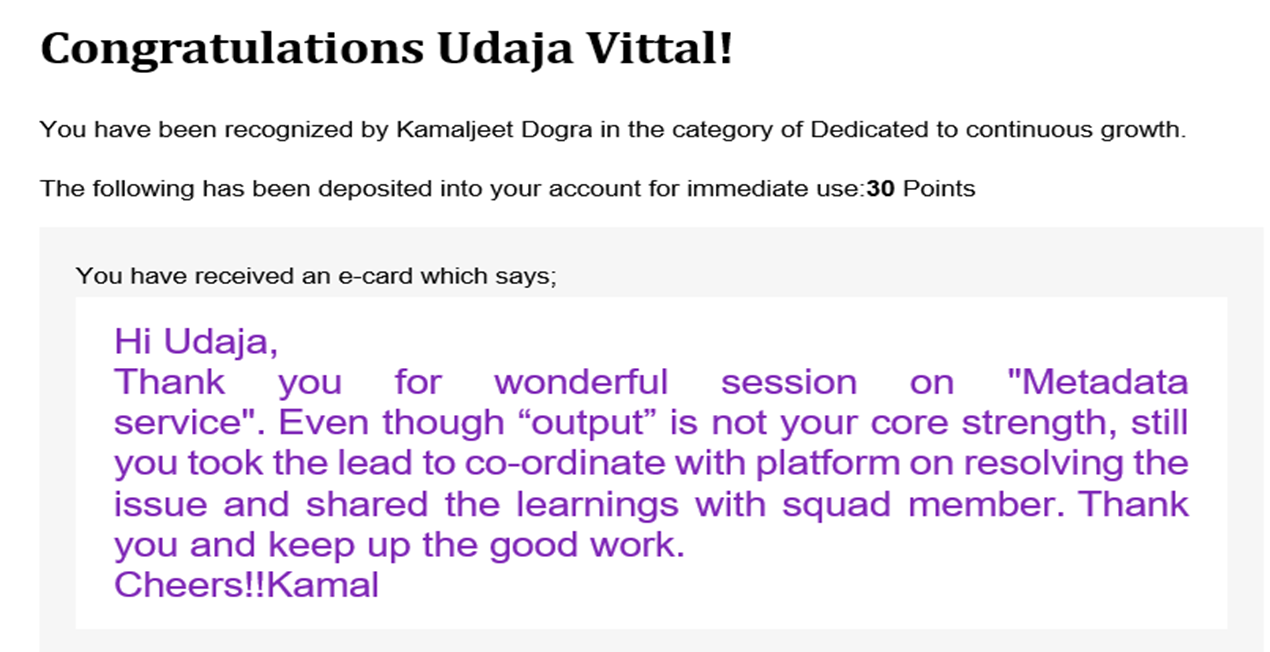 Congratulations Udaja Vittal!
You have been recognized by Kamaljeet Dogra in the category of Dedicated to continuous growth.
The following has been deposited into your account for immediate use:30 Points
You have received an e-card which says;
Hi Udaja,
Thank you for wonderful session on "Metadata
service". Even though “output” is not your core strength, still
you took the lead to co-ordinate with platform on resolving the
issue and shared the learnings with squad member. Thank
you and keep up the good work.
Cheers!!Kamal